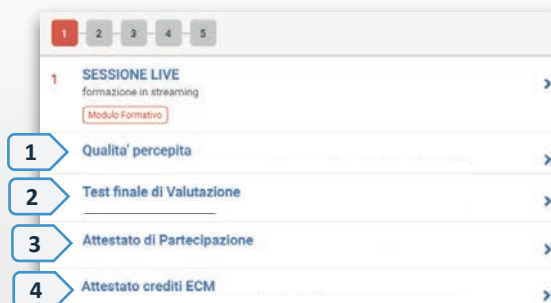 1 2 3 4 5
1 SESSIONE LIVE
formazione in streaming
Modulo Formativo
1 Qualita' percepita
2 Test finale di Valutazione
3 Attestato di Partecipazione
4 Attestato crediti ECM